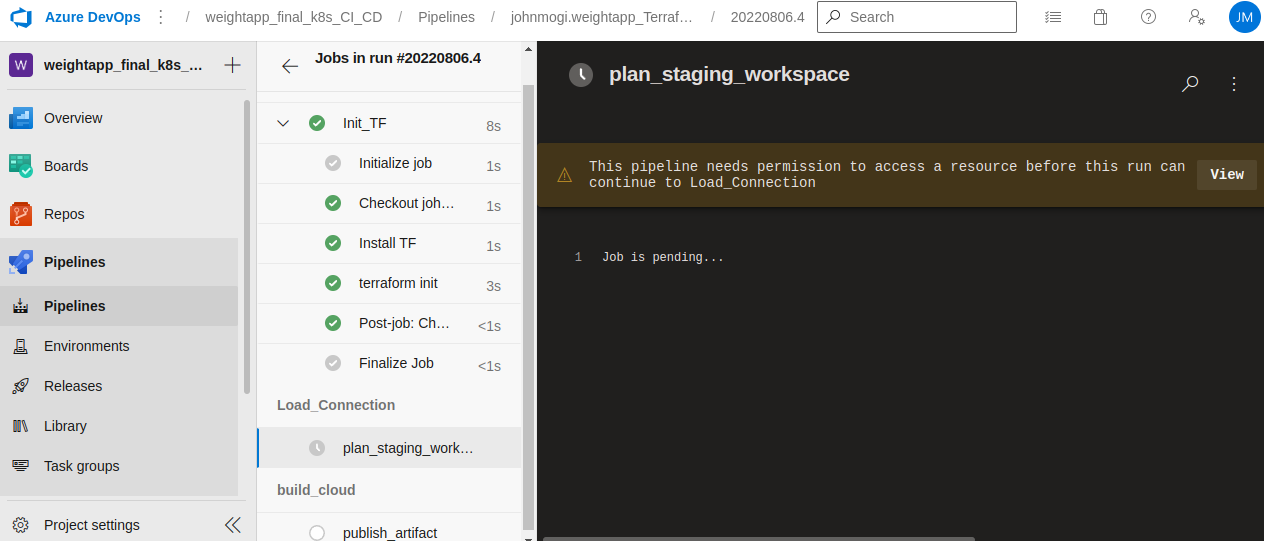 Azure DevOps / weightapp_final_k8s_CI_CD / Pipelines / johnmogi.weightapp_Terraf… / 20220806.4 Search JM
W weightapp_final_k8s_...
Overview
Boards
Repos
Pipelines
Pipelines
Environments
Releases
Library
Task groups
Project settings
Jobs in run #20220806.4
Init_TF 8s
Initialize job 1s
Checkout joh… 1s
Install TF 1s
terraform init 3s
Post-job: Ch… <1s
Finalize Job <1s
Load_Connection
plan_staging_work…
build_cloud
publish_artifact
plan_staging_workspace
This pipeline needs permission to access a resource before this run can
continue to Load_Connection
View
1 Job is pending...